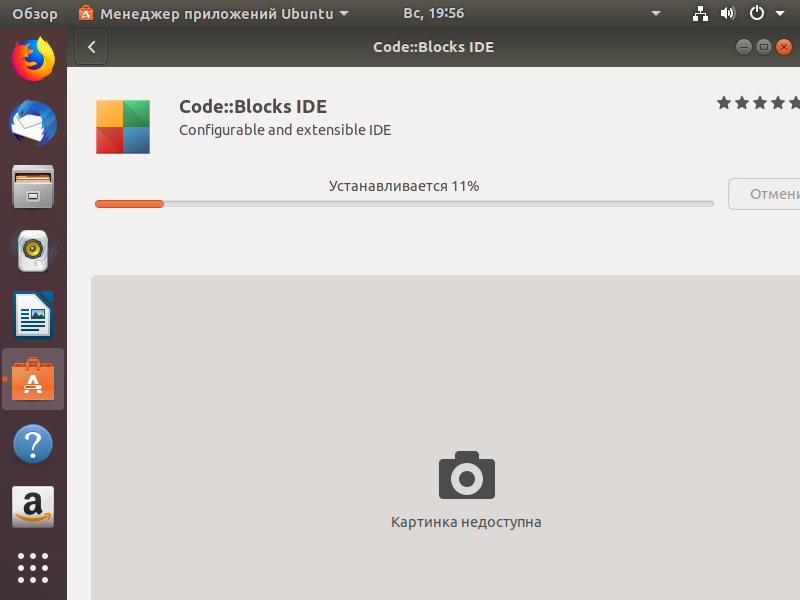 Обзор
Менеджер приложений Ubuntu
Вс, 19:56
Code::Blocks IDE
Code::Blocks IDE
Configurable and extensible IDE
Устанавливается 11%
Отмени
Картинка недоступна